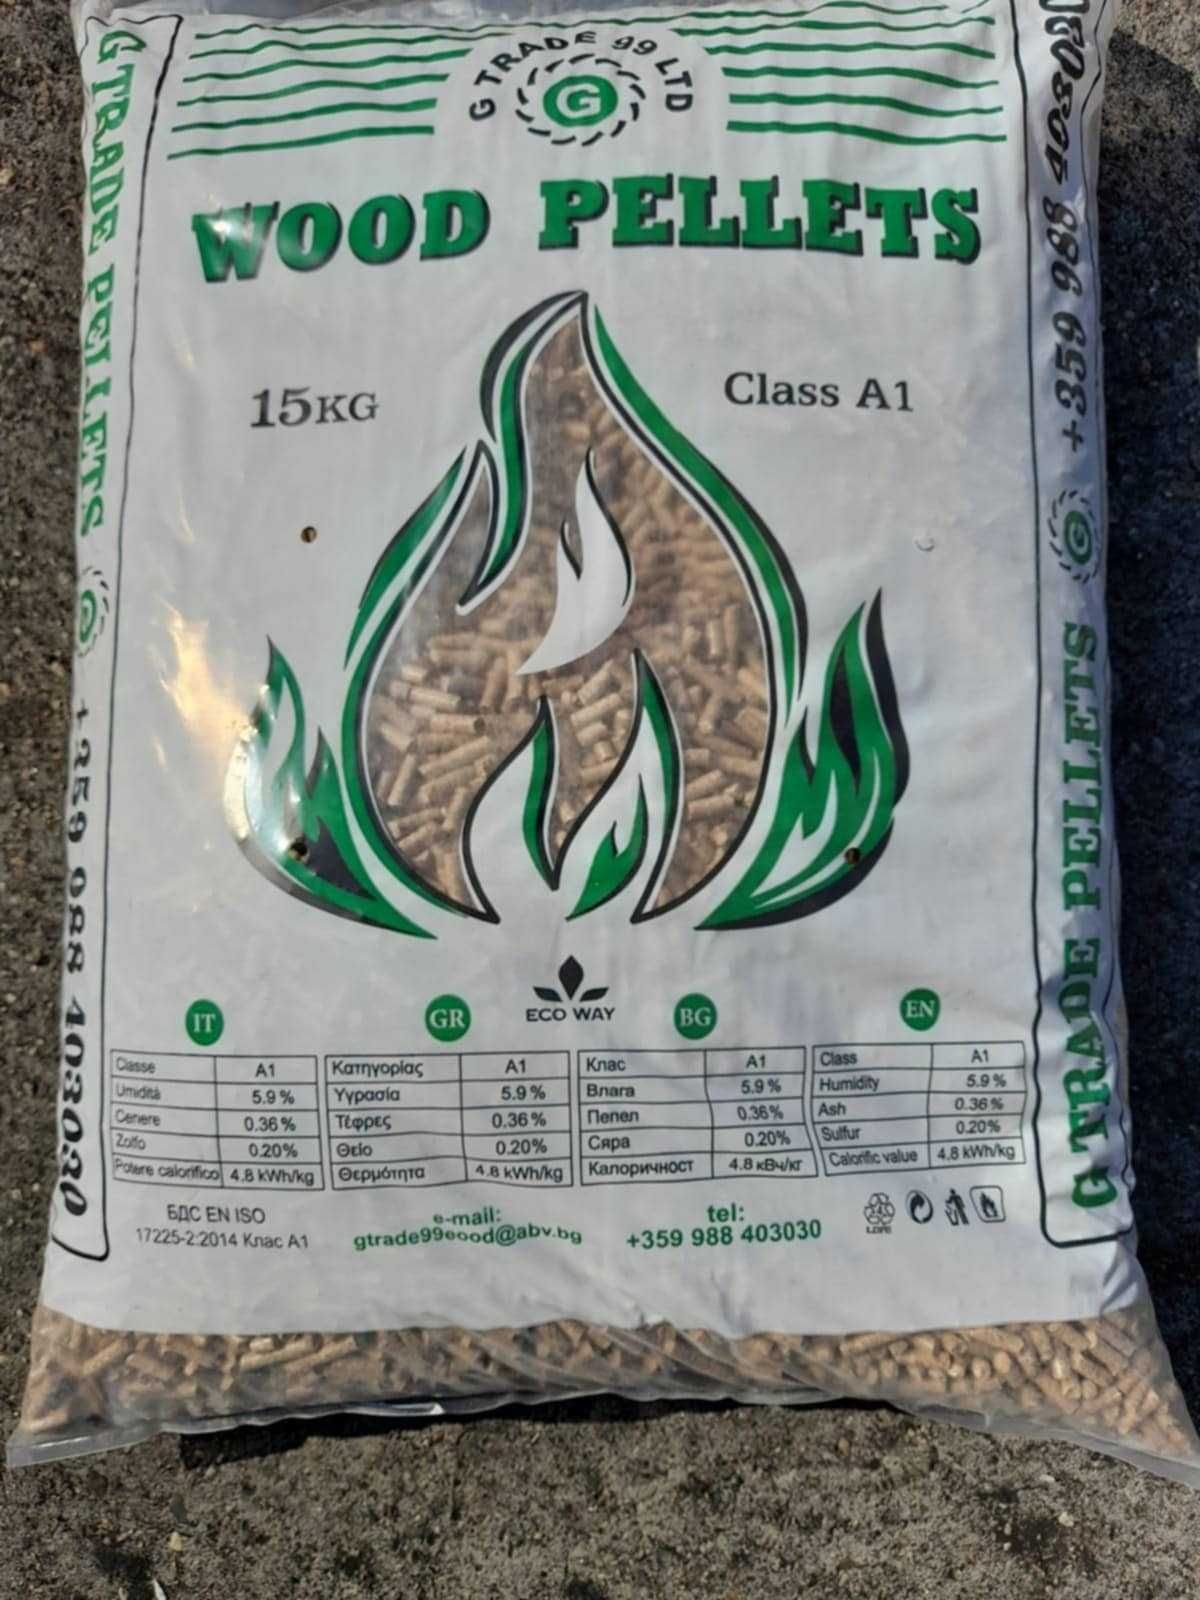 G TRADE 99 LTD
G
WOOD PELLETS
15KG
Class A1
G TRADE PELLETS G +359 988 403030
G TRADE PELLETS G +359 988 403030
ECO WAY
IT
Classe A1
Umidità 5.9 %
Cenere 0.36 %
Zolfo 0.20%
Potere calorifico 4.8 kWh/kg
GR
Κατηγορίας A1
Υγρασία 5.9 %
Τέφρες 0.36 %
Θείο 0.20%
Θερμότητα 4.8 kWh/kg
BG
Клас A1
Влага 5.9 %
Пепел 0.36%
Сяра 0.20%
Калоричност 4.8 кВч/кг
EN
Class A1
Humidity 5.9 %
Ash 0.36 %
Sulfur 0.20%
Calorific value 4.8 kWh/kg
БДС EN ISO
17225-2:2014 Клас A1
e-mail:
gtrade99eood@abv.bg
tel:
+359 988 403030
LDPE